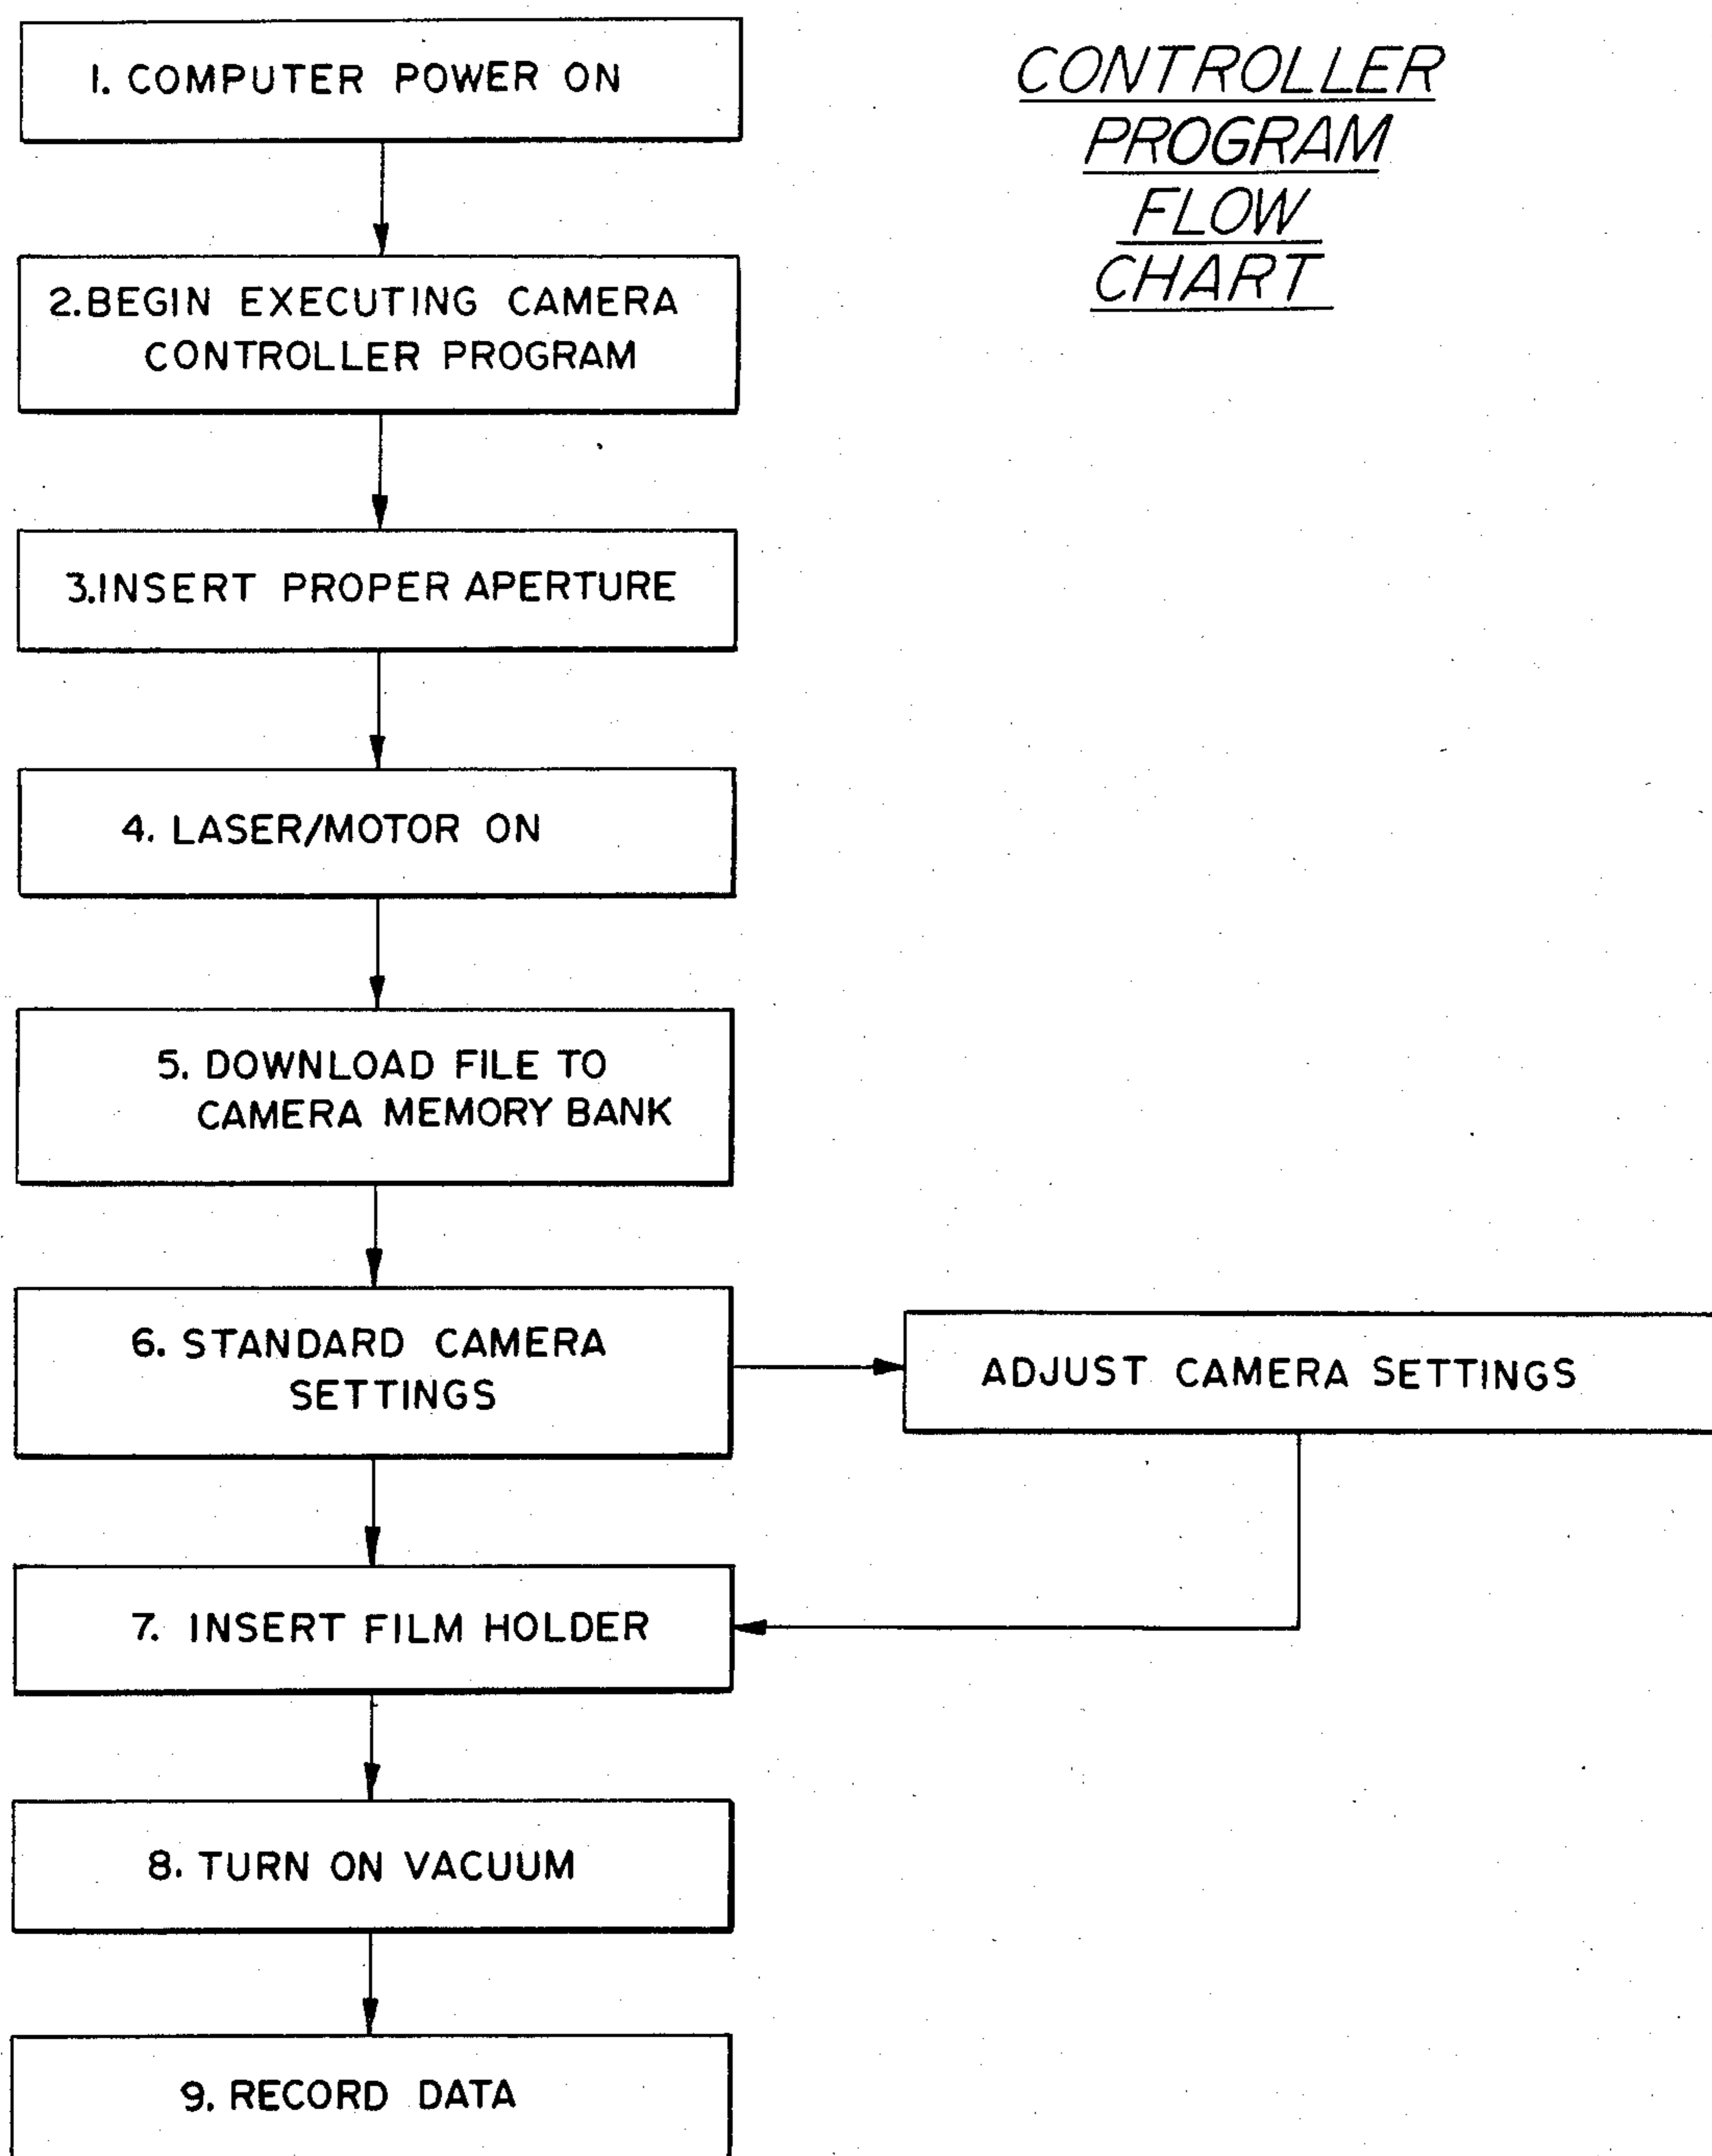 CONTROLLER
PROGRAM
FLOW
CHART
1. COMPUTER POWER ON
2. BEGIN EXECUTING CAMERA
CONTROLLER PROGRAM
3. INSERT PROPER APERTURE
4. LASER/MOTOR ON
5. DOWNLOAD FILE TO
CAMERA MEMORY BANK
6. STANDARD CAMERA
SETTINGS
ADJUST CAMERA SETTINGS
7. INSERT FILM HOLDER
8. TURN ON VACUUM
9. RECORD DATA